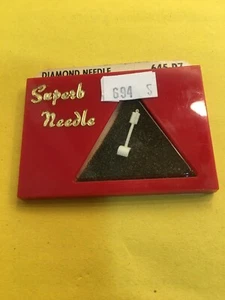 DIAMOND NEEDLE 645-D7
694 S
Superb
Needle